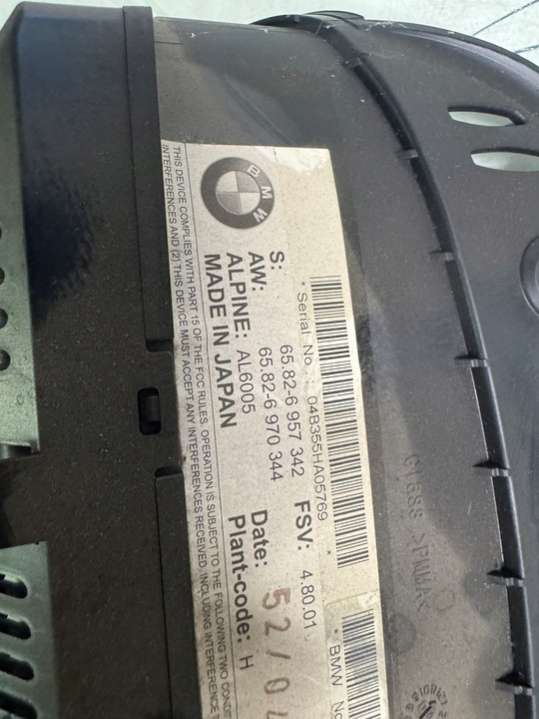 BMW
* Serial No.: 04B355HA05769 *
S: 65.82-6 957 342 FSV: 4.80.01
AW: 65.82-6 970 344 Date: 52/0
ALPINE: AL6005 Plant-code: H
MADE IN JAPAN
THIS DEVICE COMPLIES WITH PART 15 OF THE FCC RULES. OPERATION IS SUBJECT TO THE FOLLOWING TWO
INTERFERENCES AND (2) THIS DEVICE MUST ACCEPT ANY INTERFERENCES RECEIVED, INCLUDING INTERFERENCE
* BMW No